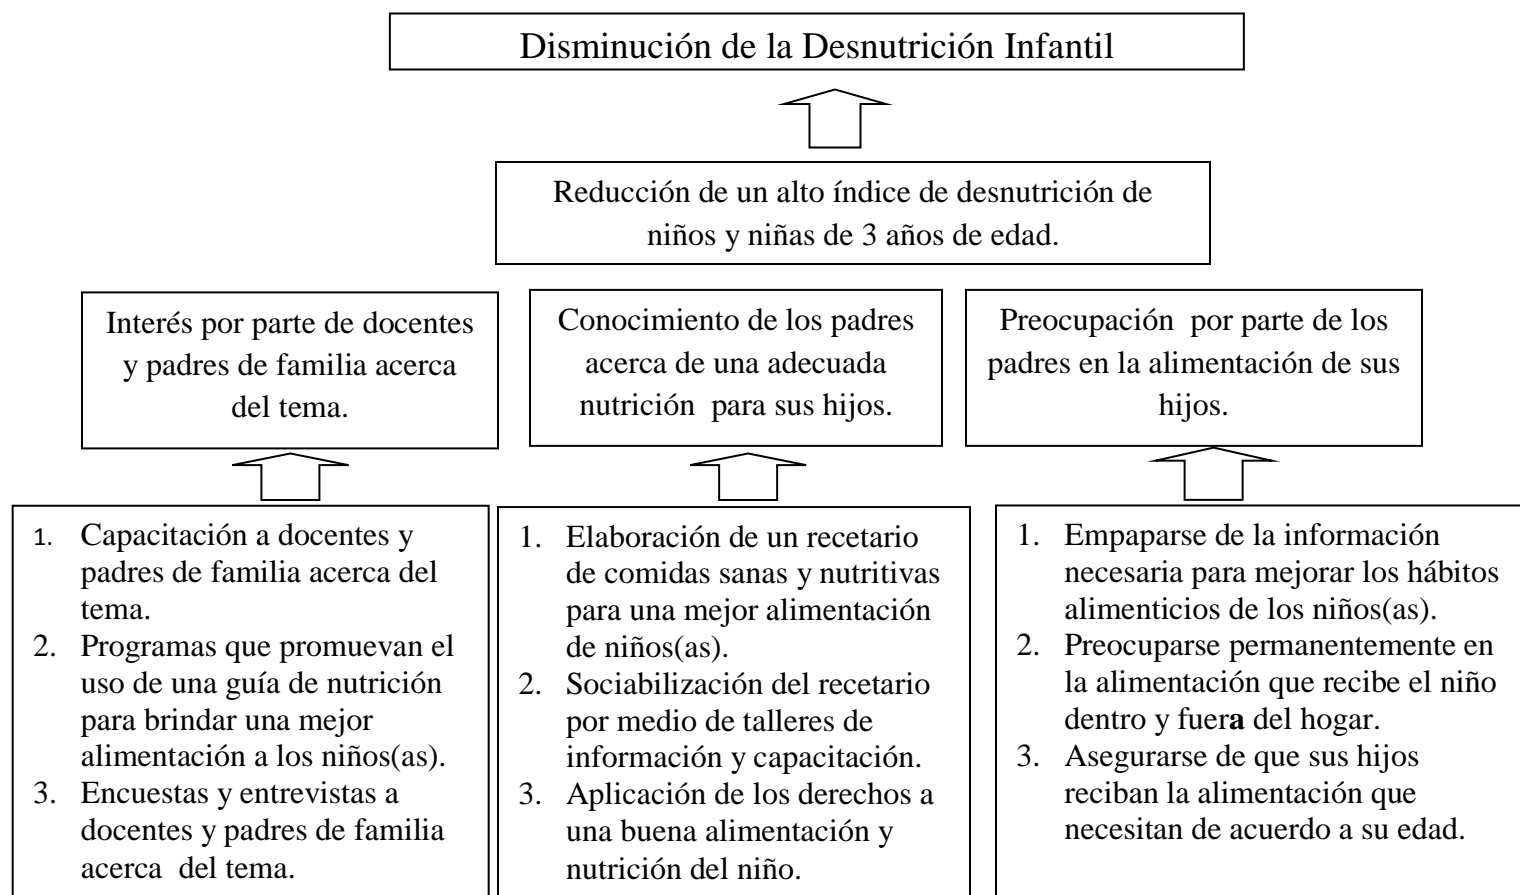 Disminución de la Desnutrición Infantil
Reducción de un alto índice de desnutrición de
niños y niñas de 3 años de edad.
Interés por parte de docentes
y padres de familia acerca
del tema.
Conocimiento de los padres
acerca de una adecuada
nutrición  para sus hijos.
Preocupación  por parte de los
padres en la alimentación de sus
hijos.
1. Capacitación a docentes y
padres de familia acerca del
tema.
2. Programas que promuevan el
uso de una guía de nutrición
para brindar una mejor
alimentación a los niños(as).
3. Encuestas y entrevistas a
docentes y padres de familia
acerca  del tema.
1. Elaboración de un recetario
de comidas sanas y nutritivas
para una mejor alimentación
de niños(as).
2. Sociabilización del recetario
por medio de talleres de
información y capacitación.
3. Aplicación de los derechos a
una buena alimentación y
nutrición del niño.
1. Empaparse de la información
necesaria para mejorar los hábitos
alimenticios de los niños(as).
2. Preocuparse permanentemente en
la alimentación que recibe el niño
dentro y fuera del hogar.
3. Asegurarse de que sus hijos
reciban la alimentación que
necesitan de acuerdo a su edad.